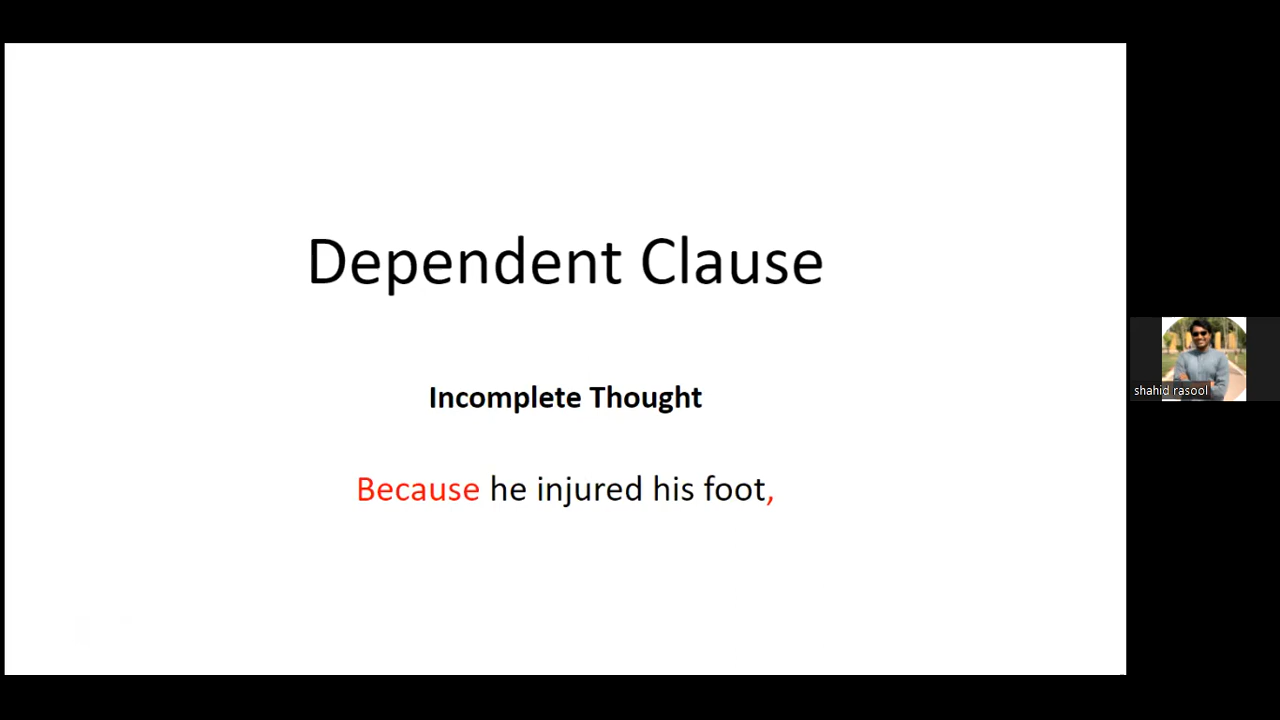 Dependent Clause
Incomplete Thought
Because he injured his foot,
shahid rasool